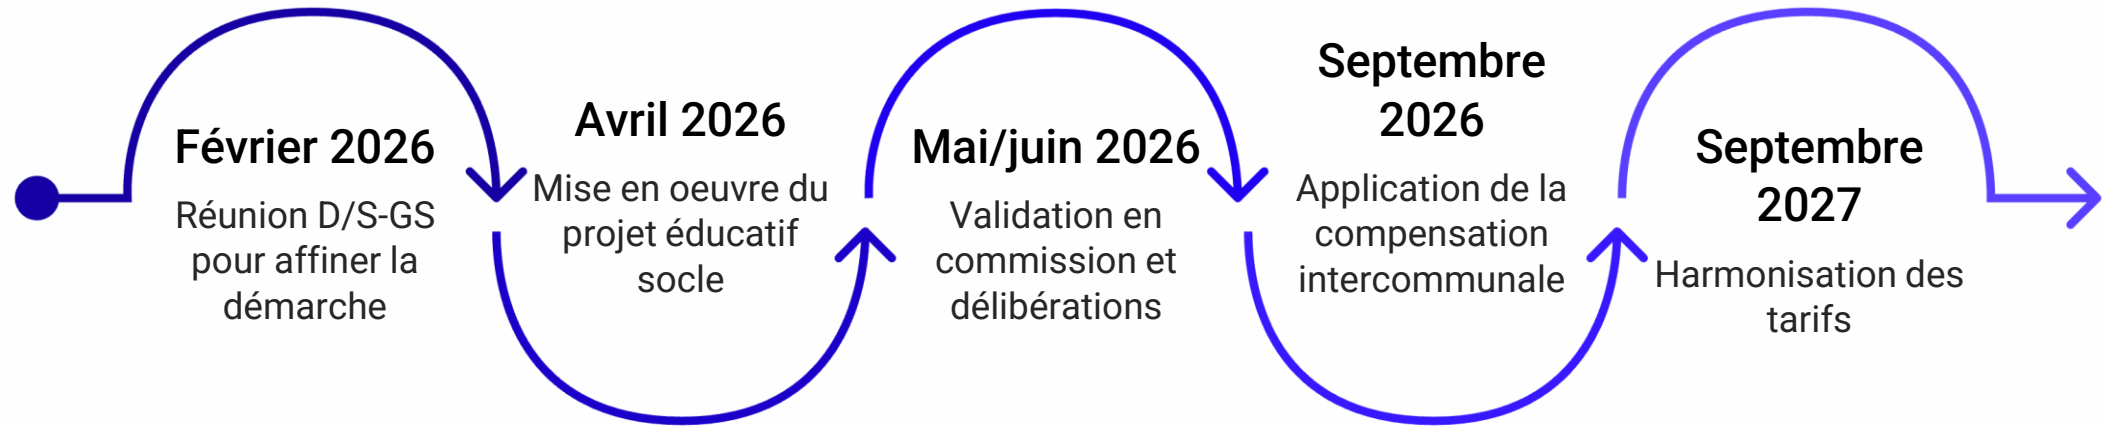 Février 2026
Réunion D/S-GS
pour affiner la
démarche
Avril 2026
Mise en oeuvre du
projet éducatif
socle
Mai/juin 2026
Validation en
commission et
délibérations
Septembre
2026
Application de la
compensation
intercommunale
Septembre
2027
Harmonisation des
tarifs